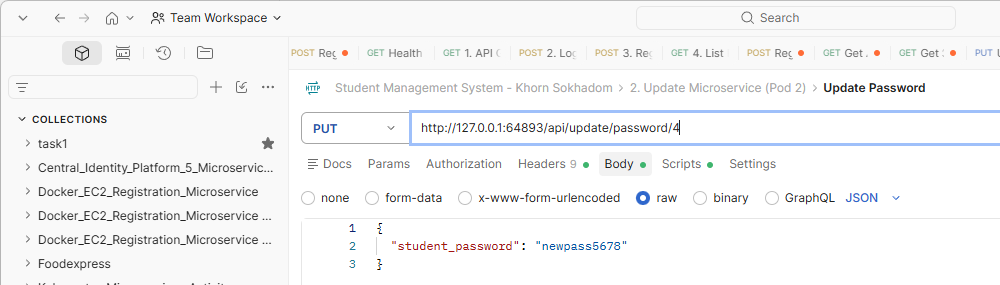 Team Workspace
Search
POST Reg
GET Health
GET 1. API
POST 2. Lo
POST 3. Re
GET 4. List
POST Reg
GET Get
GET Get
PUT
HTTP Student Management System - Khorn Sokhadom > 2. Update Microservice (Pod 2) > Update Password
COLLECTIONS
task1
Central_Identity_Platform_5_Microservic...
Docker_EC2_Registration_Microservice
Docker_EC2_Registration_Microservice ...
Docker_EC2_Registration_Microservice ...
Foodexpress
PUT
http://127.0.0.1:64893/api/update/password/4
Docs Params Authorization Headers 9 Body Scripts Settings
none form-data x-www-form-urlencoded raw binary GraphQL JSON
1 {
2 "student_password": "newpass5678"
3 }